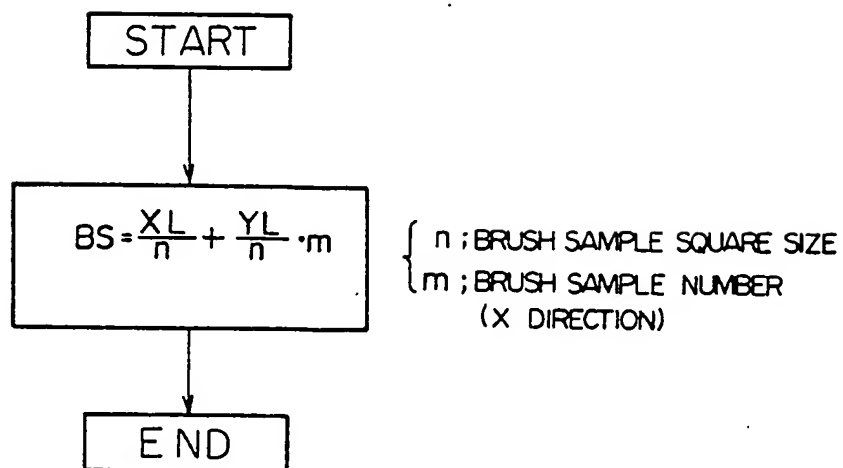 START
BS = XL/n + YL/n · m
{ n ; BRUSH SAMPLE SQUARE SIZE
m ; BRUSH SAMPLE NUMBER
(X DIRECTION)
END